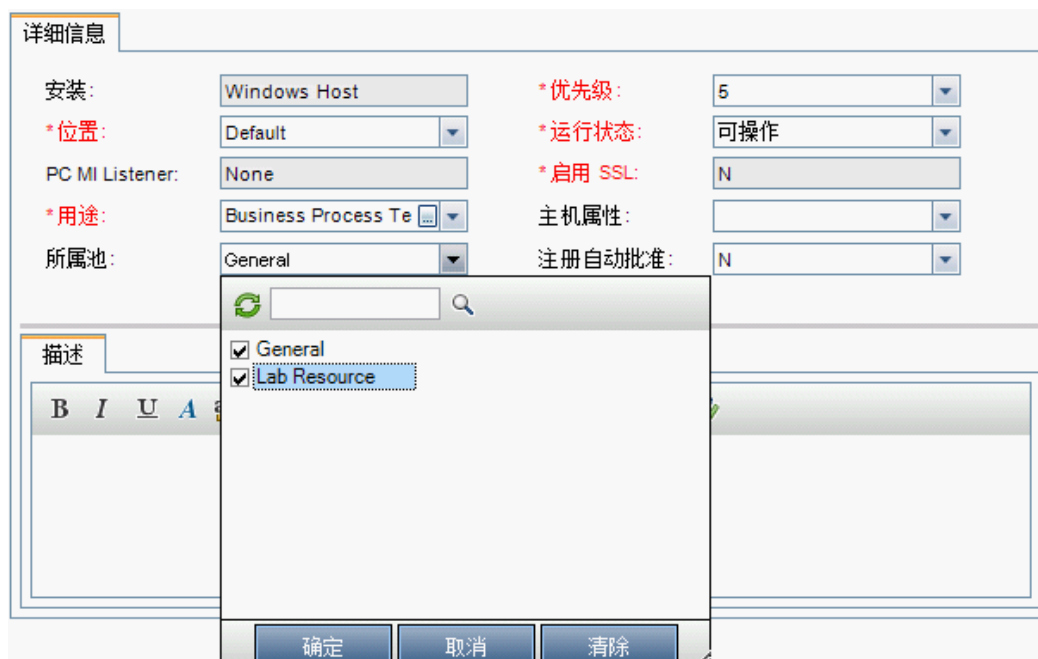 详细信息
安装: Windows Host *优先级: 5
*位置: Default *运行状态: 可操作
PC MI Listener: None *启用 SSL: N
*用途: Business Process Te ... 主机属性:
所属池: General 注册自动批准: N
General
描述
Lab Resource
B I U A
确定 取消 清除